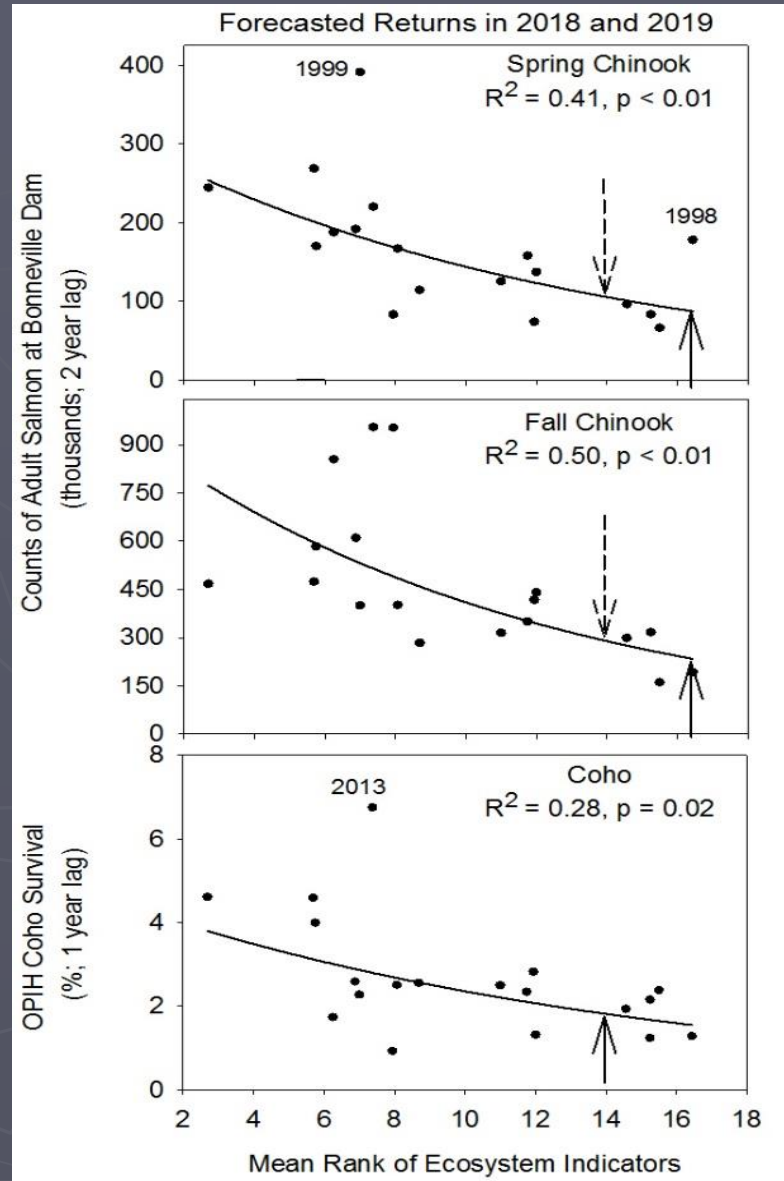 Forecasted Returns in 2018 and 2019
Counts of Adult Salmon at Bonneville Dam
(thousands; 2 year lag)
400
300
200
100
0
1999
Spring Chinook
R² = 0.41, p < 0.01
1998
900
750
600
450
300
150
0
Fall Chinook
R² = 0.50, p < 0.01
OPIH Coho Survival
(%; 1 year lag)
8
6
4
2
0
2013
Coho
R² = 0.28, p = 0.02
2 4 6 8 10 12 14 16 18
Mean Rank of Ecosystem Indicators